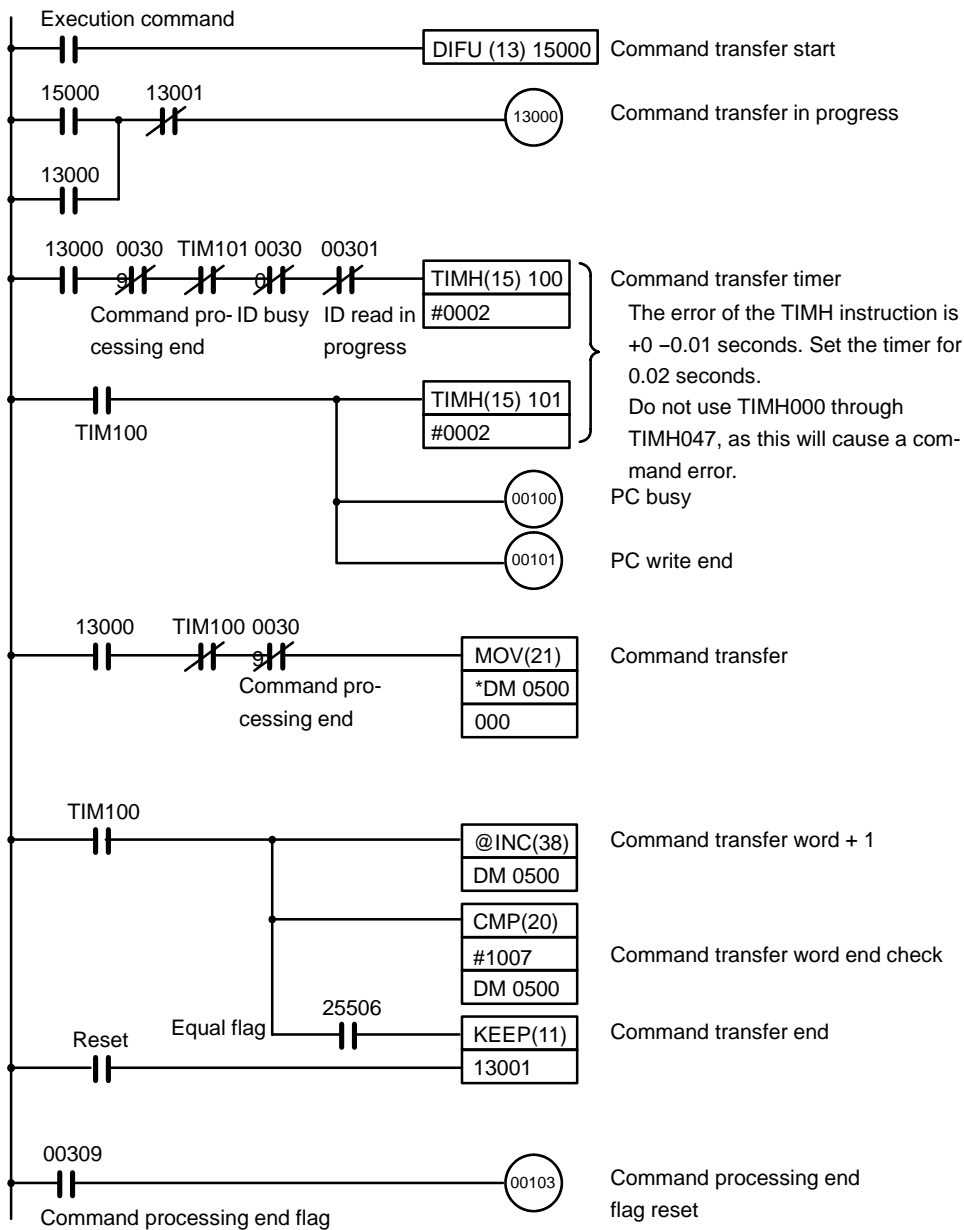 Execution command
DIFU (13) 15000 Command transfer start
15000 13001
13000 Command transfer in progress
13000
13000 0030 TIM101 0030 00301
9 0
TIMH(15) 100 Command transfer timer
#0002
Command pro- ID busy ID read in
cessing end progress
The error of the TIMH instruction is
+0 −0.01 seconds. Set the timer for
0.02 seconds.
Do not use TIMH000 through
TIMH047, as this will cause a com-
mand error.
TIMH(15) 101
#0002
TIM100
00100 PC busy
00101 PC write end
13000 TIM100 0030
9
MOV(21) Command transfer
*DM 0500
000
Command pro-
cessing end
TIM100
@INC(38) Command transfer word + 1
DM 0500
CMP(20)
#1007 Command transfer word end check
DM 0500
25506
Equal flag KEEP(11) Command transfer end
13001
Reset
00309
00103 Command processing end
flag reset
Command processing end flag